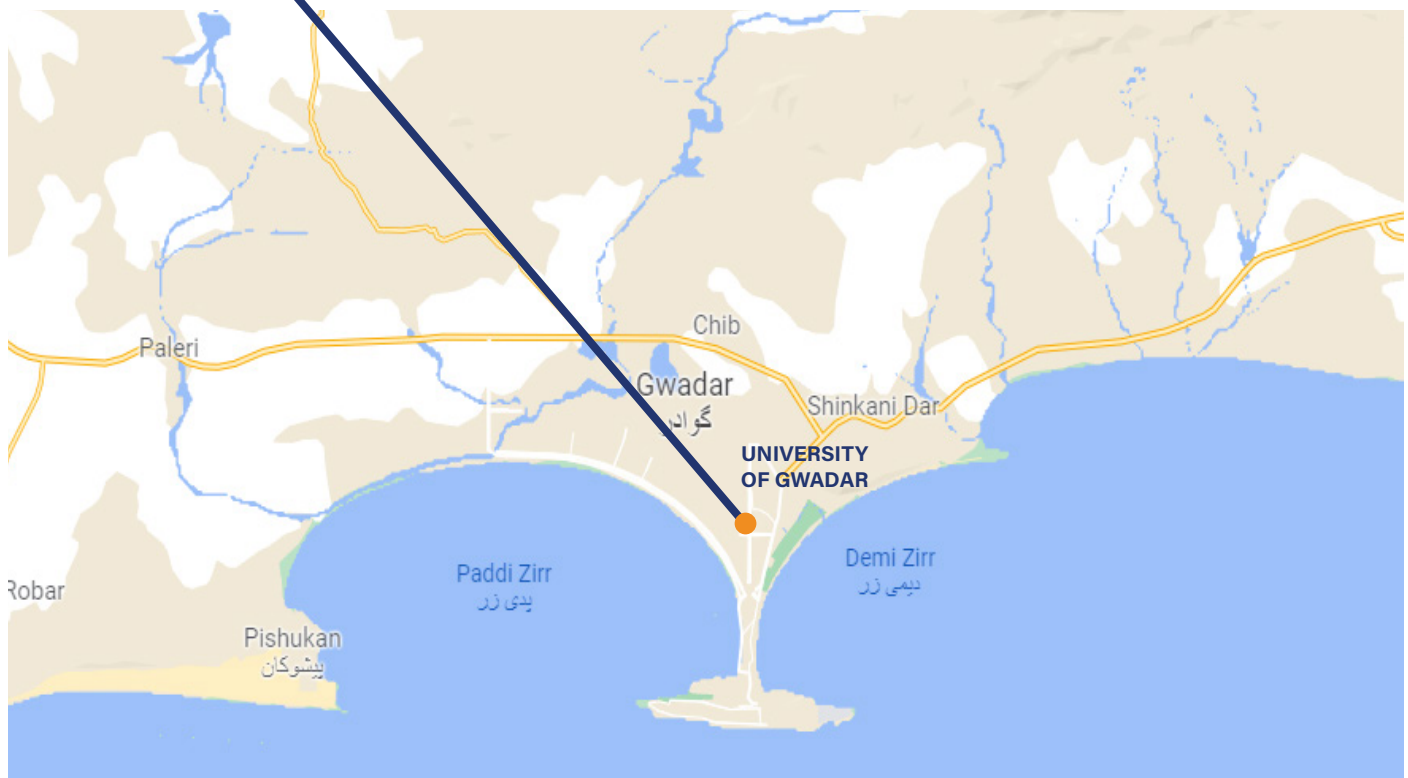 Chib
Paleri
Gwadar
گوادر
Shinkani Dar
UNIVERSITY
OF GWADAR
Demi Zirr
دیمی زر
Paddi Zirr
پدی زر
Robar
Pishukan
پیشوکان